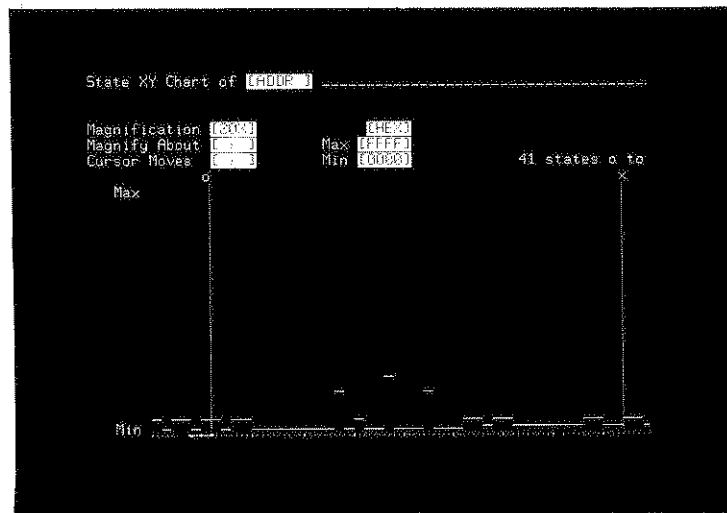 State XY Chart of [ADDR ]
Magnification [20X] [HEX]
Magnify About [ x ] Max [FFFF]
Cursor Moves [ x ] Min [0000] 41 states o to
o x
Max
Min